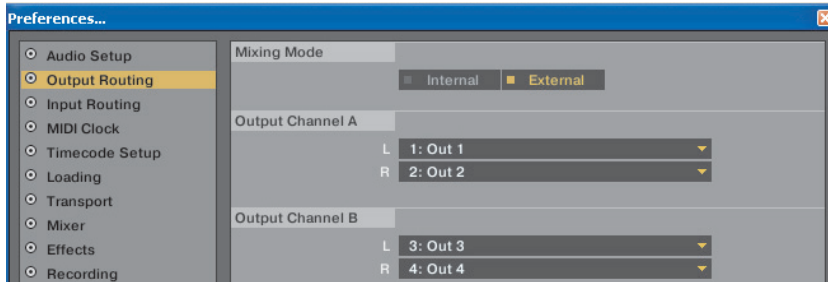 Preferences...
Audio Setup
Output Routing
Input Routing
MIDI Clock
Timecode Setup
Loading
Transport
Mixer
Effects
Recording
Mixing Mode
Internal External
Output Channel A
L 1: Out 1
R 2: Out 2
Output Channel B
L 3: Out 3
R 4: Out 4